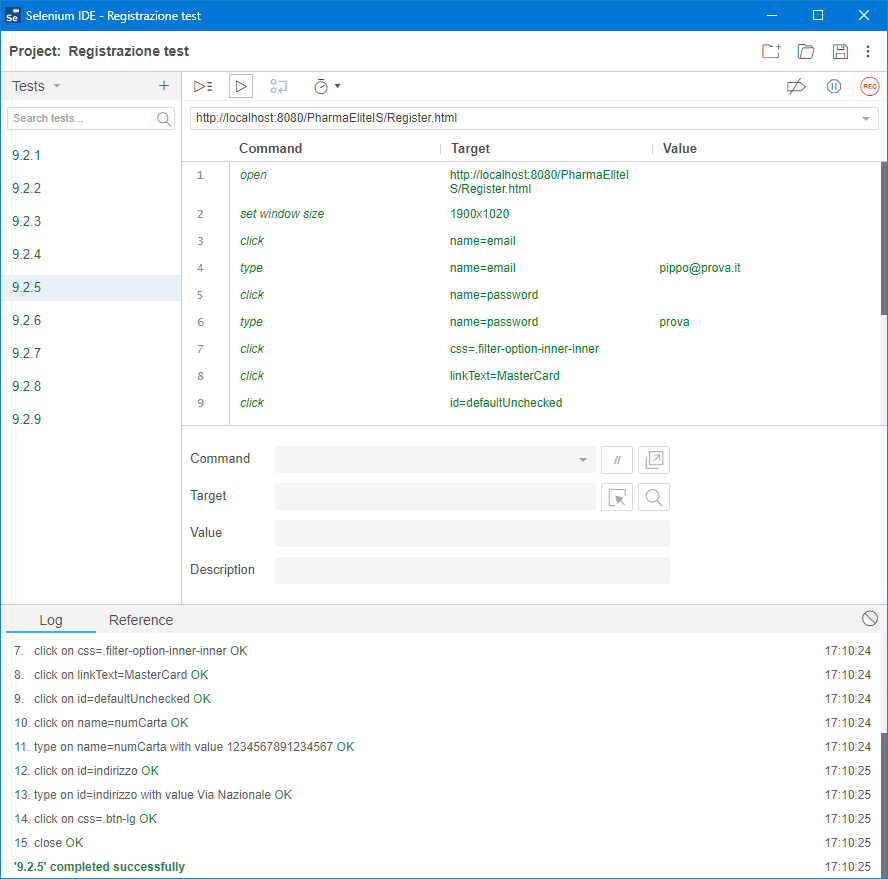 Se Selenium IDE - Registrazione test
Project: Registrazione test
Tests
Search tests...
9.2.1
9.2.2
9.2.3
9.2.4
9.2.5
9.2.6
9.2.7
9.2.8
9.2.9
REC
http://localhost:8080/PharmaEliteIS/Register.html
Command Target Value
1 open http://localhost:8080/PharmaEliteI
S/Register.html
2 set window size 1900x1020
3 click name=email
4 type name=email pippo@prova.it
5 click name=password
6 type name=password prova
7 click css=.filter-option-inner-inner
8 click linkText=MasterCard
9 click id=defaultUnchecked
Command //
Target
Value
Description
Log Reference
7. click on css=.filter-option-inner-inner OK 17:10:24
8. click on linkText=MasterCard OK 17:10:24
9. click on id=defaultUnchecked OK 17:10:24
10. click on name=numCarta OK 17:10:24
11. type on name=numCarta with value 1234567891234567 OK 17:10:24
12. click on id=indirizzo OK 17:10:25
13. type on id=indirizzo with value Via Nazionale OK 17:10:25
14. click on css=.btn-lg OK 17:10:25
15. close OK 17:10:25
'9.2.5' completed successfully 17:10:25